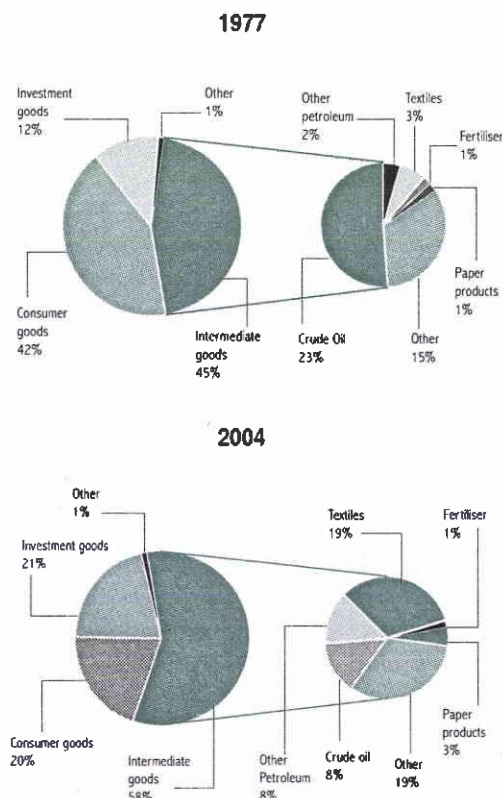 1977
Investment
goods
12%
Other
1%
Other
petroleum
2%
Textiles
3%
Fertiliser
1%
Consumer
goods
42%
Intermediate
goods
45%
Crude Oil
23%
Other
15%
Paper
products
1%
2004
Other
1%
Investment goods
21%
Textiles
19%
Fertiliser
1%
Consumer goods
20%
Intermediate
goods
58%
Other
Petroleum
8%
Crude oil
8%
Other
19%
Paper
products
3%